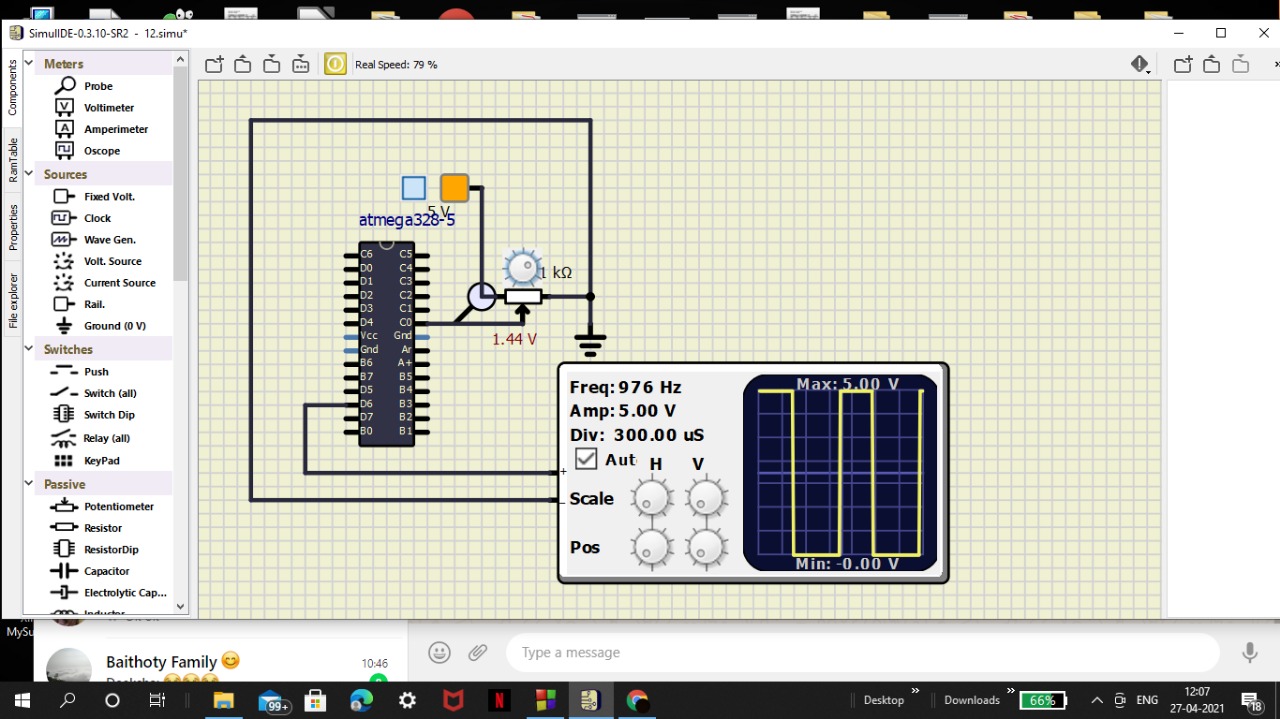 SimulIDE-0.3.10-SR2 - 12.simu*
Components
RamTable
Properties
File explorer
Meters
Probe
Voltimeter
Amperimeter
Oscope
Sources
Fixed Volt.
Clock
Wave Gen.
Volt. Source
Current Source
Rail.
Ground (0 V)
Switches
Push
Switch (all)
Switch Dip
Relay (all)
KeyPad
Passive
Potentiometer
Resistor
ResistorDip
Capacitor
Electrolytic Cap...
Inductor
Real Speed: 79 %
»
5 V
atmega328-5
C6 C5
D0 C4
D1 C3
D2 C2
D3 C1
D4 C0
Vcc Gnd
Gnd Ar
B6 A+
B7 B5
D5 B4
D6 B3
D7 B2
B0 B1
1 kΩ
1.44 V
Freq: 976 Hz
Amp: 5.00 V
Div: 300.00 uS
Aut H V
+
Scale
-
Pos
Max: 5.00 V
Min: -0.00 V
MySu
Baithoty Family 😊
10:46
Type a message
99+
Desktop »
Downloads »
66%
ENG
12:07
27-04-2021
18